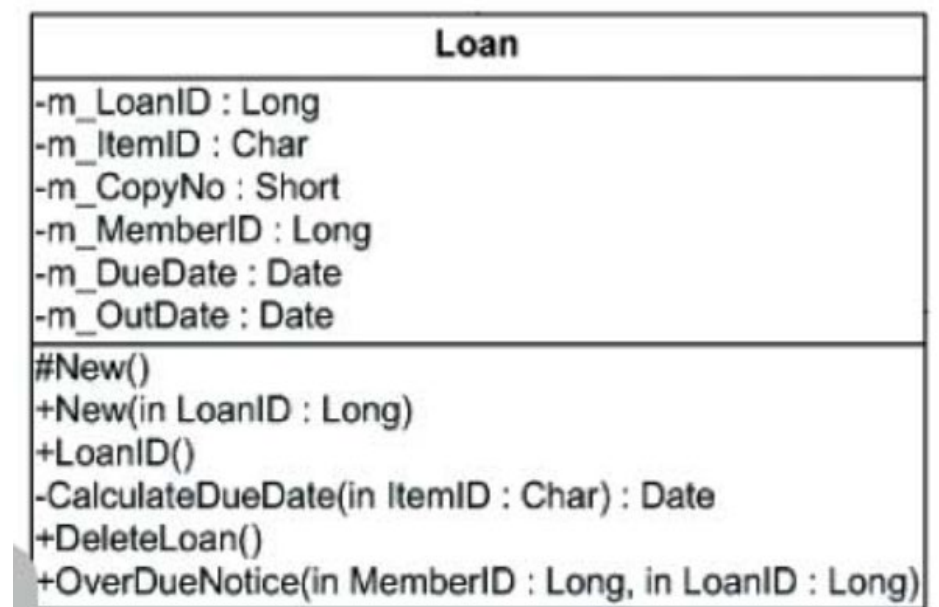 Loan
-m_LoanID : Long
-m_ItemID : Char
-m_CopyNo : Short
-m_MemberID : Long
-m_DueDate : Date
-m_OutDate : Date
#New()
+New(in LoanID : Long)
+LoanID()
-CalculateDueDate(in ItemID : Char) : Date
+DeleteLoan()
+OverDueNotice(in MemberID : Long, in LoanID : Long)